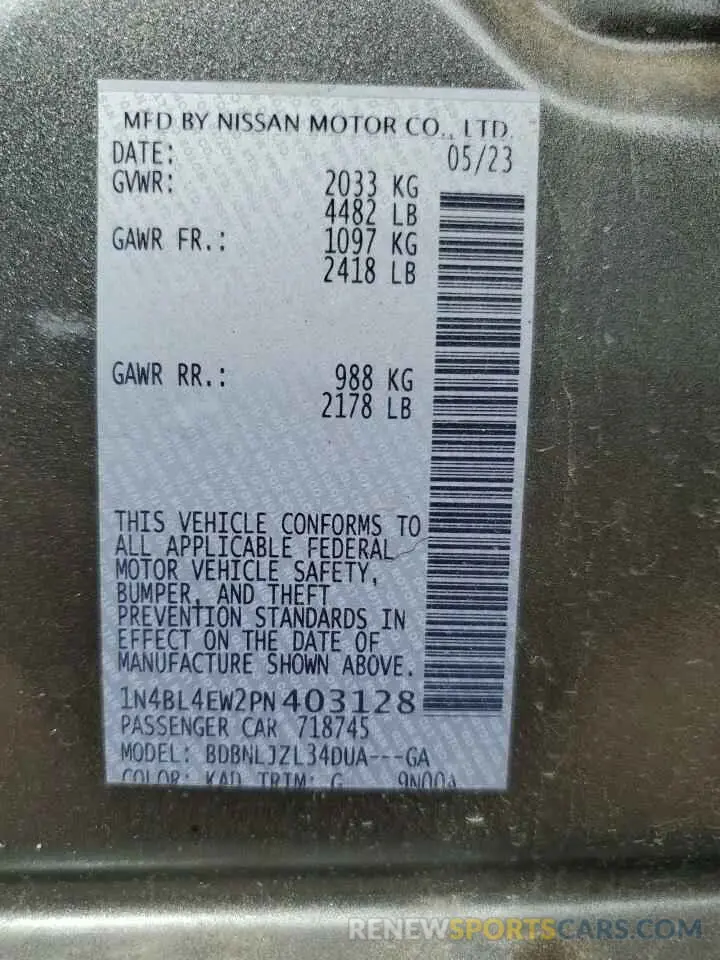 MFD BY NISSAN MOTOR CO., LTD.
DATE: 05/23
GVWR: 2033 KG
4482 LB
GAWR FR.: 1097 KG
2418 LB
GAWR RR.: 988 KG
2178 LB
THIS VEHICLE CONFORMS TO
ALL APPLICABLE FEDERAL
MOTOR VEHICLE SAFETY,
BUMPER, AND THEFT
PREVENTION STANDARDS IN
EFFECT ON THE DATE OF
MANUFACTURE SHOWN ABOVE.
1N4BL4EW2PN403128
PASSENGER CAR 718745
MODEL: BDBNLJZL34DUA---GA
COLOR: KAD TRIM: G
RENEWSPORTSCARS.COM